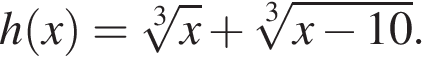 h(x) = ∛x + ∛(x − 10).